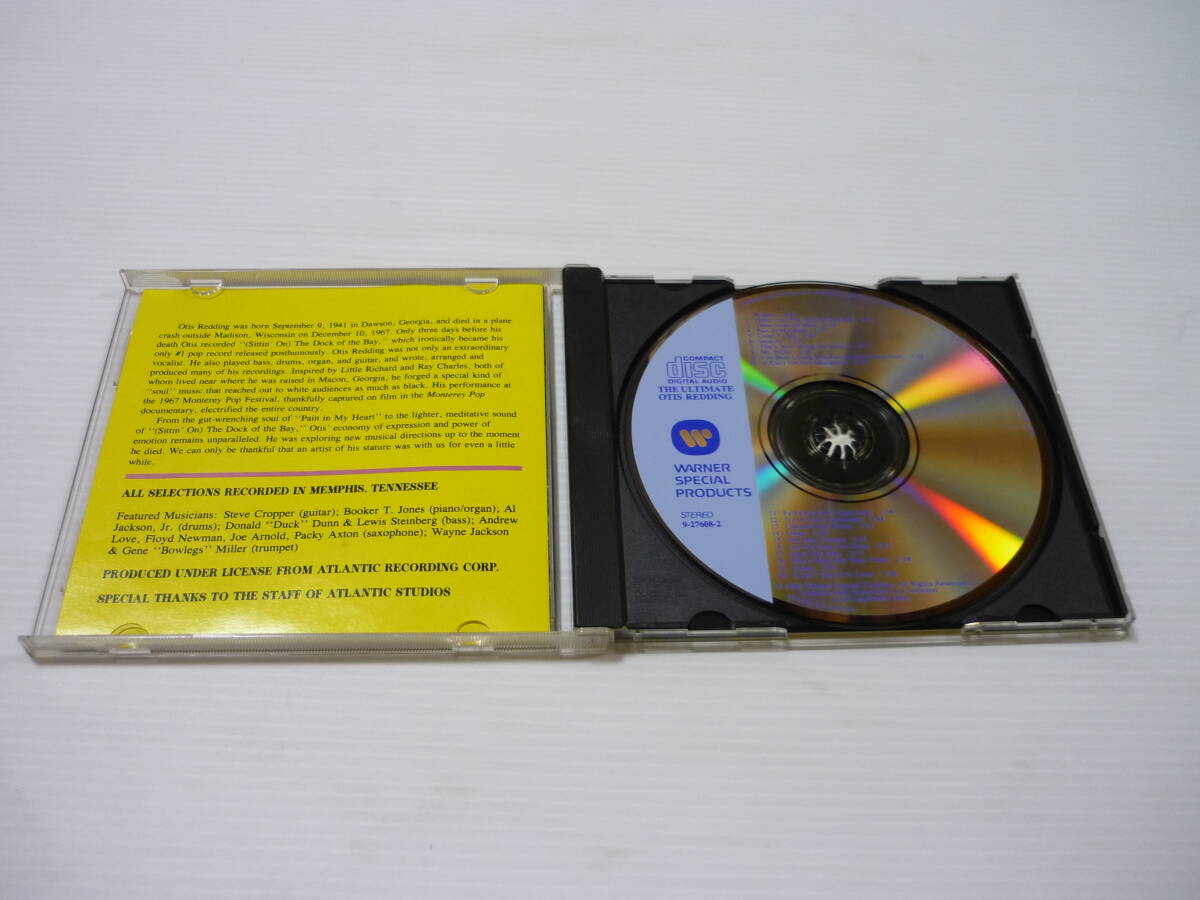 Otis Redding was born September 9, 1941 in Dawson, Georgia, and died in a plane
crash outside Madison, Wisconsin on December 10, 1967. Only three days before his
death Otis recorded "(Sittin' On) The Dock of the Bay," which ironically became his
only #1 pop record released posthumously. Otis Redding was not only an extraordinary
vocalist. He also played bass, drums, organ, and guitar, and wrote, arranged and
produced many of his recordings. Inspired by Little Richard and Ray Charles, both of
whom lived near where he was raised in Macon, Georgia, he forged a special kind of
"soul" music that reached out to white audiences as much as black. His performance at
the 1967 Monterey Pop Festival, thankfully captured on film in the Monterey Pop
documentary, electrified the entire country.
From the gut-wrenching soul of "Pain in My Heart" to the lighter, meditative sound
of "(Sittin' On) The Dock of the Bay," Otis' economy of expression and power of
emotion remains unparalleled. He was exploring new musical directions up to the moment
he died. We can only be thankful that an artist of his stature was with us for even a little
while.
ALL SELECTIONS RECORDED IN MEMPHIS, TENNESSEE
Featured Musicians: Steve Cropper (guitar); Booker T. Jones (piano/organ); Al
Jackson, Jr. (drums); Donald "Duck" Dunn & Lewis Steinberg (bass); Andrew
Love, Floyd Newman, Joe Arnold, Packy Axton (saxophone); Wayne Jackson
& Gene "Bowlegs" Miller (trumpet)
PRODUCED UNDER LICENSE FROM ATLANTIC RECORDING CORP.
SPECIAL THANKS TO THE STAFF OF ATLANTIC STUDIOS
COMPACT
disc
DIGITAL AUDIO
THE ULTIMATE
OTIS REDDING
WARNER
SPECIAL
PRODUCTS
STEREO
9-27608-2